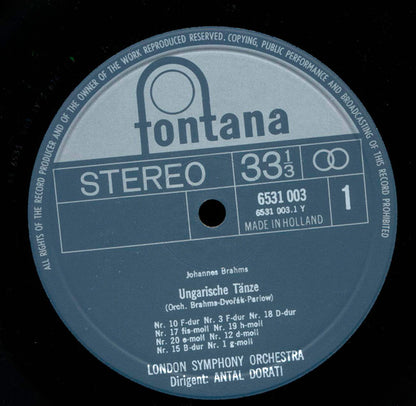 ALL RIGHTS OF THE RECORD PRODUCER AND OF THE OWNER OF THE WORK REPRODUCED RESERVED. COPYING, PUBLIC PERFORMANCE AND BROADCASTING OF THIS RECORD PROHIBITED
fontana
STEREO
33 1/3
6531 003
6531 003.1 Y
MADE IN HOLLAND
1
Johannes Brahms
Ungarische Tänze
(Orch. Brahms-Dvořák-Parlow)
Nr. 10 F-dur Nr. 3 F-dur Nr. 18 D-dur
Nr. 17 fis-moll Nr. 19 h-moll
Nr. 20 e-moll Nr. 12 d-moll
Nr. 15 B-dur Nr. 1 g-moll
LONDON SYMPHONY ORCHESTRA
Dirigent: ANTAL DORATI